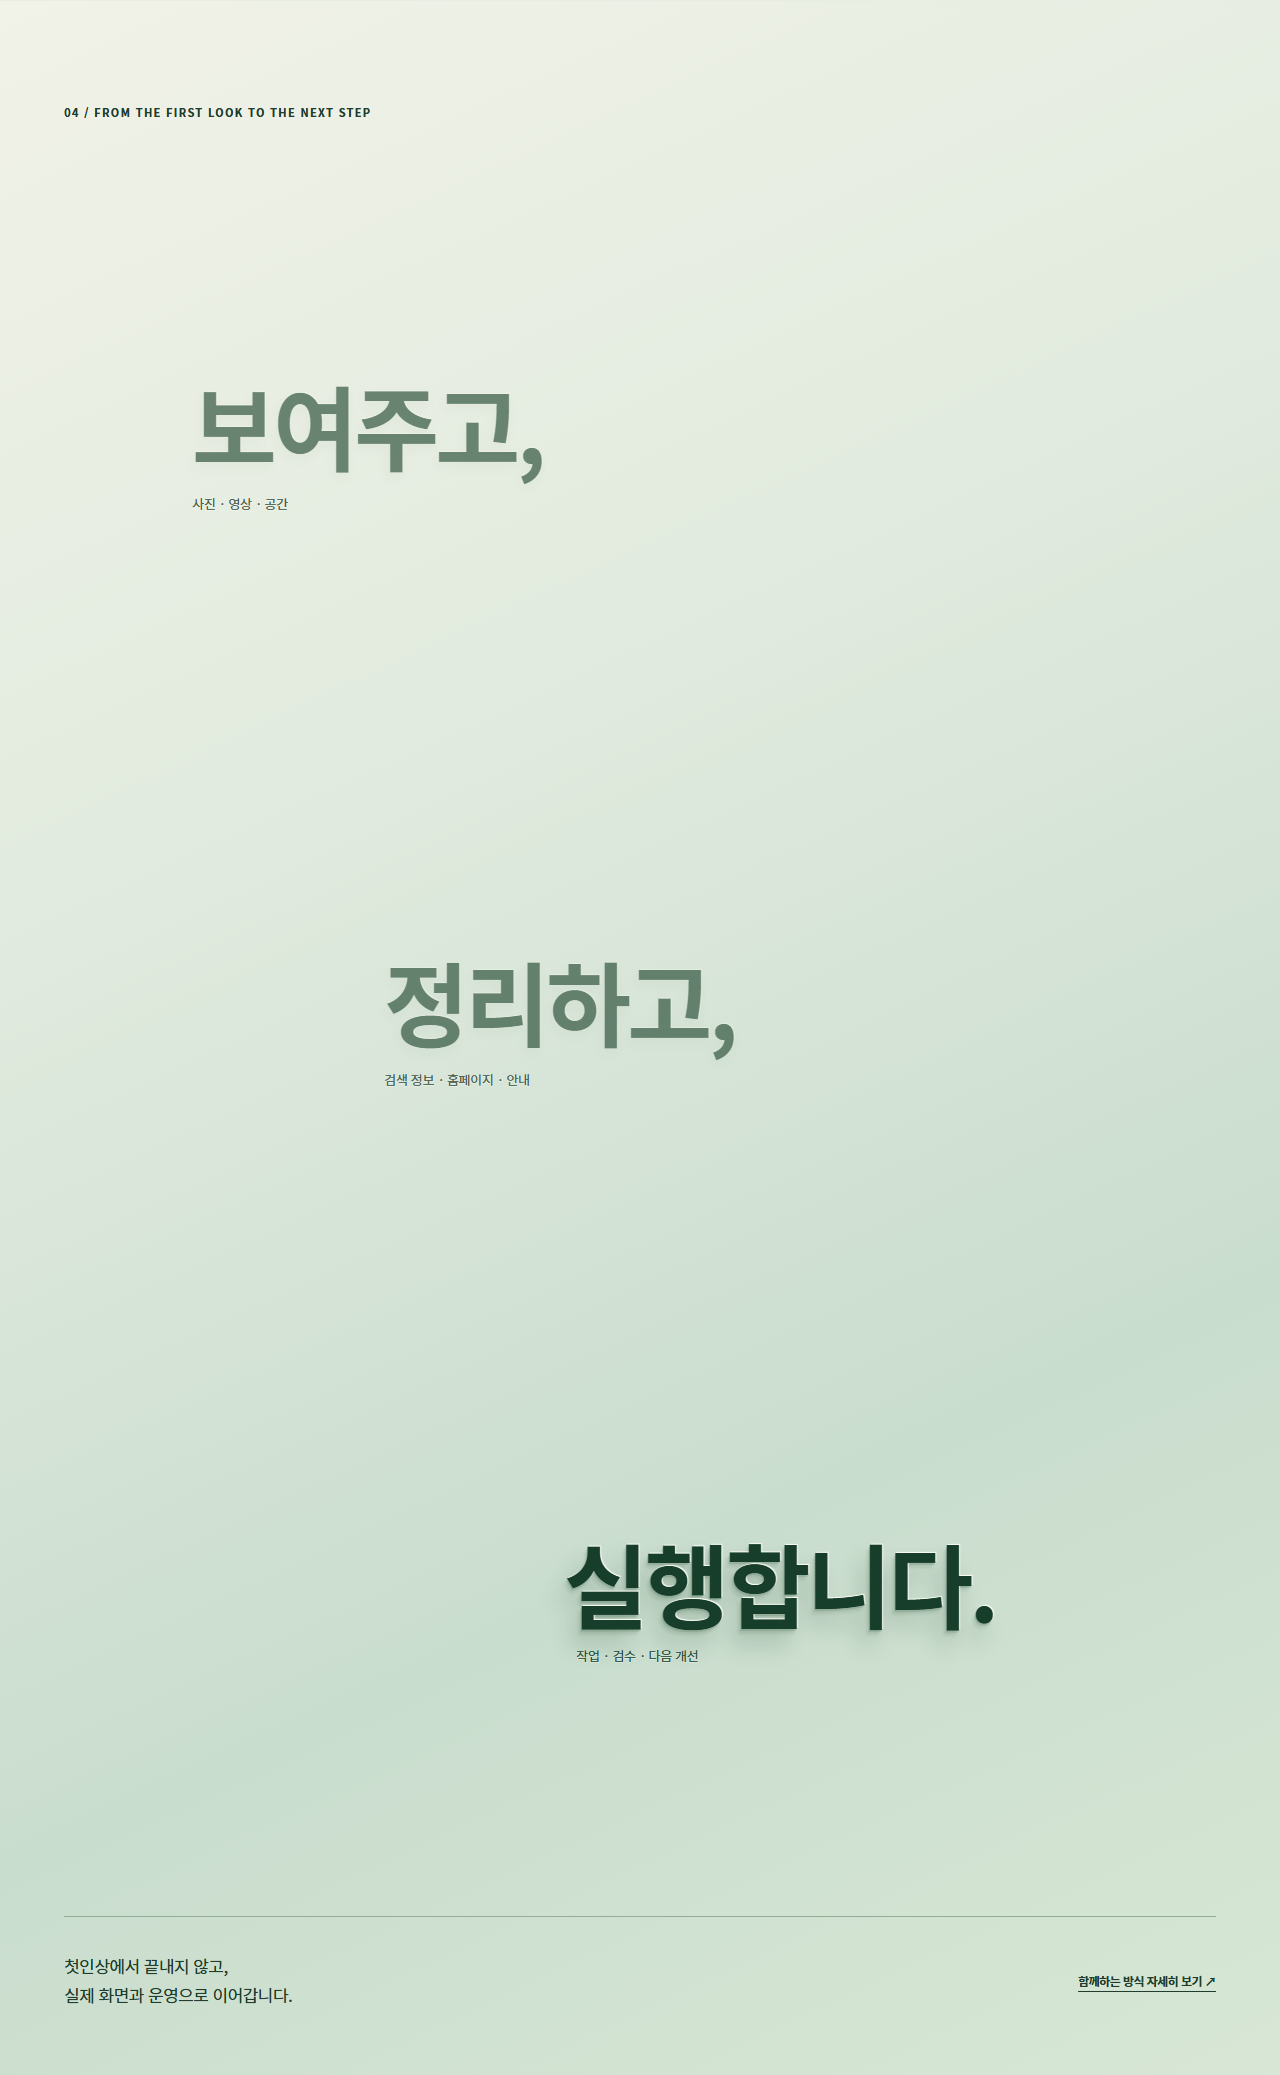 04 / FROM THE FIRST LOOK TO THE NEXT STEP
보여주고,
사진 · 영상 · 공간
정리하고,
검색 정보 · 홈페이지 · 안내
실행합니다.
작업 · 검수 · 다음 개선
첫인상에서 끝내지 않고,
실제 화면과 운영으로 이어갑니다.
함께하는 방식 자세히 보기 ↗